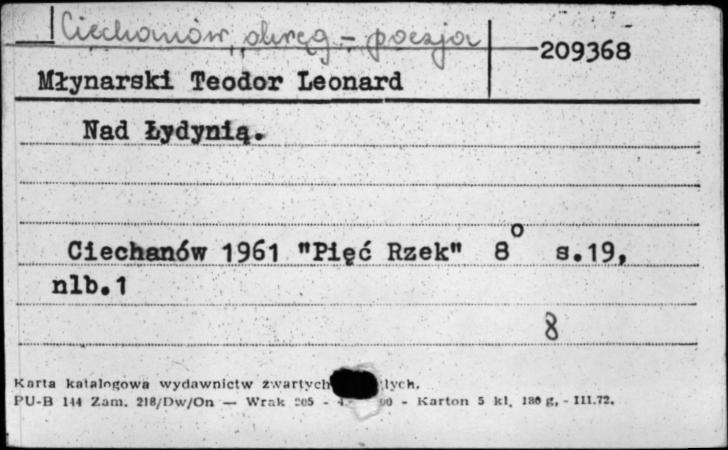 Ciechanów, okręg - poezja
209368
Młynarski Teodor Leonard
Nad Łydynią.
Ciechanów 1961 "Pięć Rzek" 8° s.19,
nlb.1
8
Karta katalogowa wydawnictw zwartych
PU-B 144 Zam. 218/Dw/On — Wrak - Karton 5 kl. 180 g. - III.72.